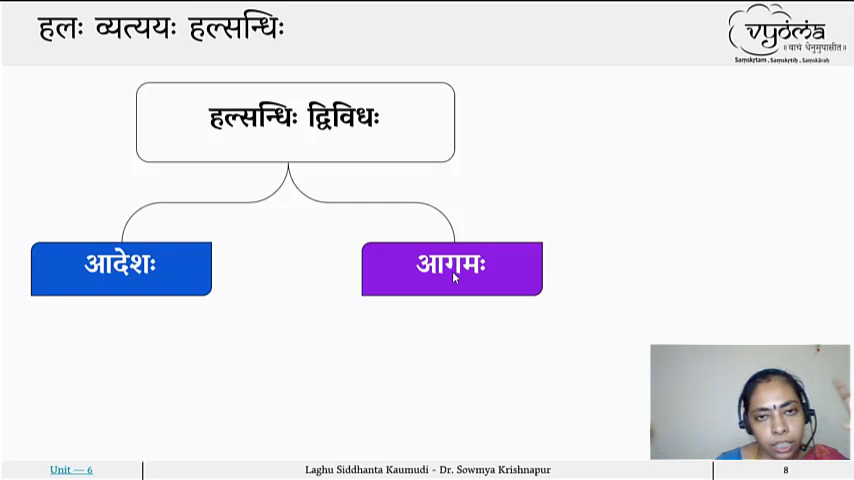 हलः व्यत्ययः हल्सन्धिः
vyoma
॥ वाचं धेनुमुपासीत॥
Saṃskṛtam, Saṃskṛtiḥ, Saṃskāraḥ
हल्सन्धिः द्विविधः
आदेशः
आगमः
Unit — 6
Laghu Siddhanta Kaumudi - Dr. Sowmya Krishnapur
8